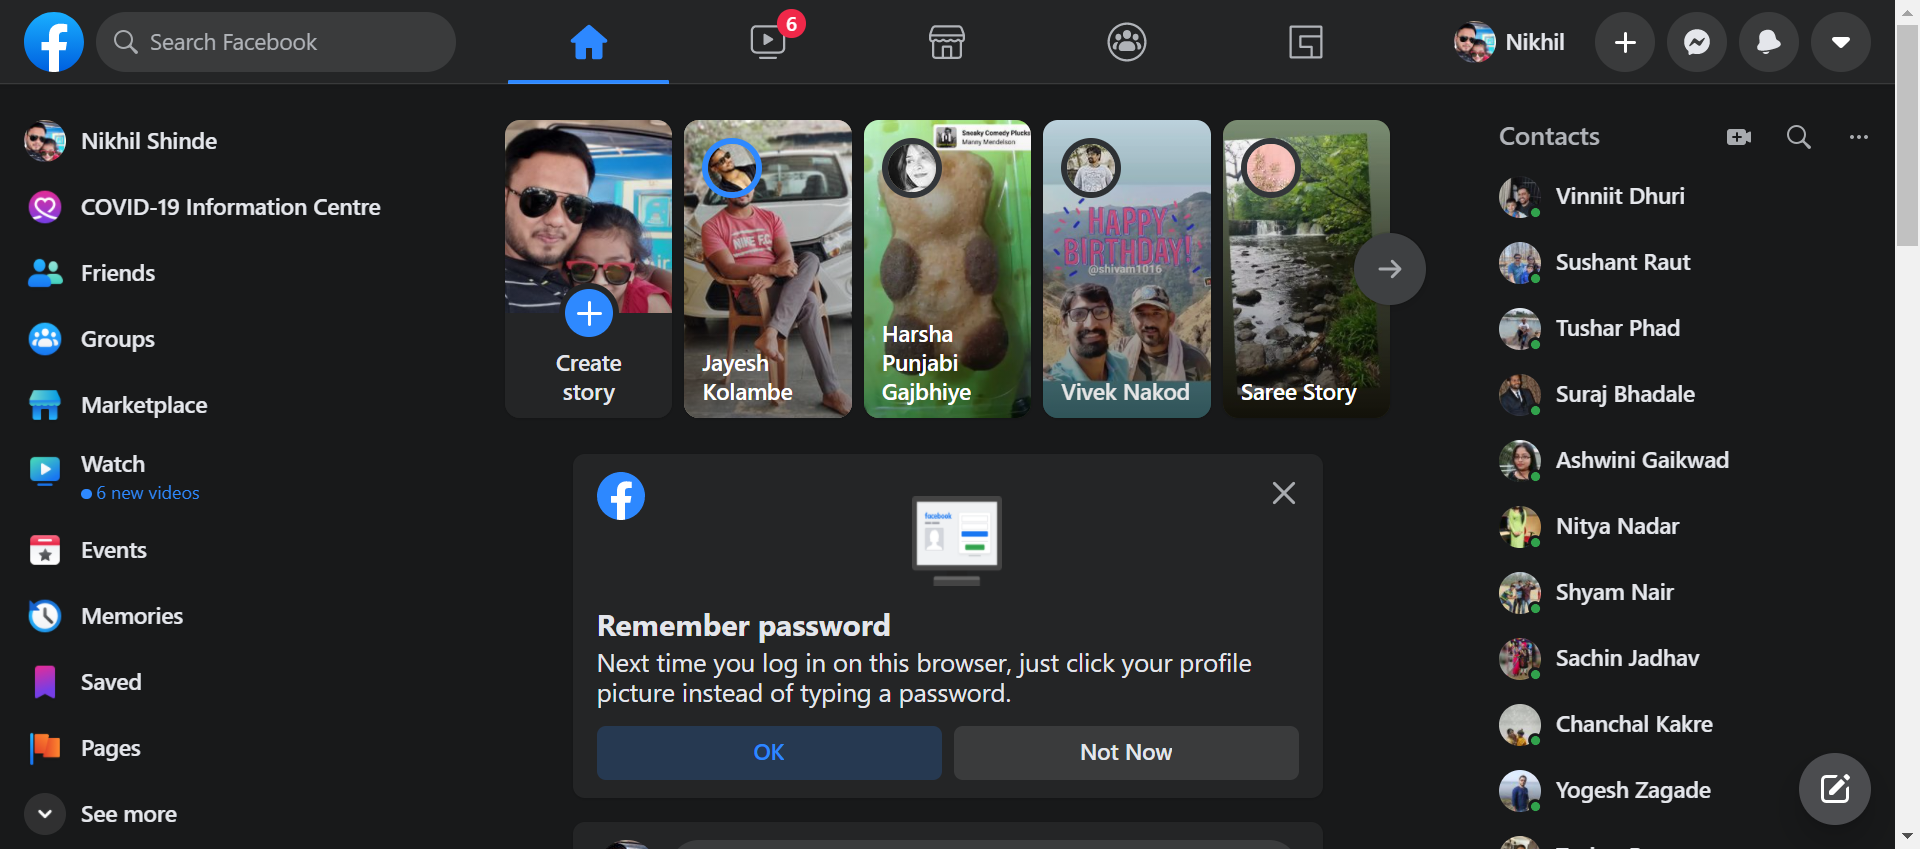 Search Facebook
6
Nikhil
Nikhil Shinde
COVID-19 Information Centre
Friends
Groups
Marketplace
Watch
6 new videos
Events
Memories
Saved
Pages
See more
Create
story
NIKE F.C.
Jayesh
Kolambe
Sneaky Comedy Plucks
Manny Mendelson
Harsha
Punjabi
Gajbhiye
HAPPY
BIRTHDAY!
@shivam1016
Vivek Nakod
Saree Story
facebook
Remember password
Next time you log in on this browser, just click your profile
picture instead of typing a password.
OK
Not Now
Contacts
Vinniit Dhuri
Sushant Raut
Tushar Phad
Suraj Bhadale
Ashwini Gaikwad
Nitya Nadar
Shyam Nair
Sachin Jadhav
Chanchal Kakre
Yogesh Zagade